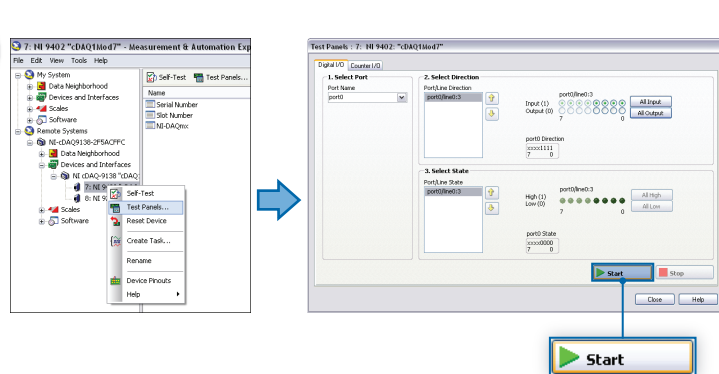 7: NI 9402 "cDAQ1Mod7" - Measurement & Automation Exp
File Edit View Tools Help
My System
Data Neighborhood
Devices and Interfaces
Scales
Software
Remote Systems
NI-cDAQ9138-2F5ACFFC
Data Neighborhood
Devices and Interfaces
NI cDAQ-9138 "cDAQ:
7: NI 9
8: NI 9
Scales
Software
Self-Test Test Panels...
Name
Serial Number
Slot Number
NI-DAQmx
Self-Test
Test Panels...
Reset Device
Create Task...
Rename
Device Pinouts
Help
Test Panels : 7: NI 9402: "cDAQ1Mod7"
Digital I/O Counter I/O
1. Select Port
Port Name
port0
2. Select Direction
Port/Line Direction
port0/line0:3
port0/line0:3
Input (1)
Output (0)
7 0
All Input
All Output
port0 Direction
xxxx1111
7 0
3. Select State
Port/Line State
port0/line0:3
port0/line0:3
High (1)
Low (0)
7 0
All High
All Low
port0 State
xxxx0000
7 0
Start Stop
Close Help
Start